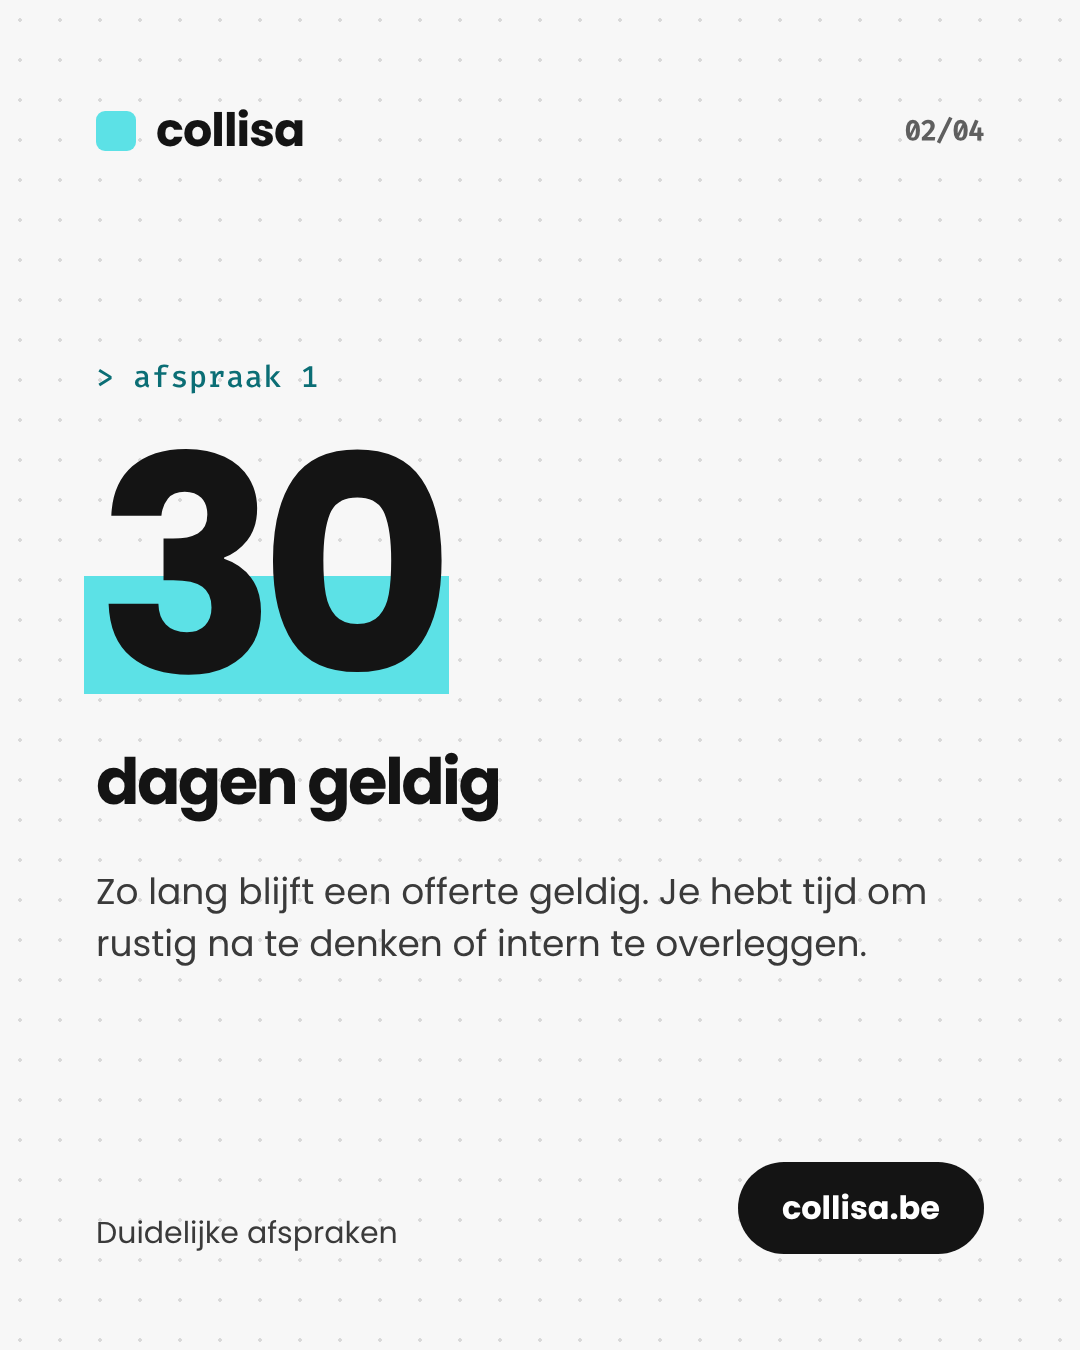 collisa
02/04
> afspraak 1
30
dagen geldig
Zo lang blijft een offerte geldig. Je hebt tijd om
rustig na te denken of intern te overleggen.
Duidelijke afspraken
collisa.be